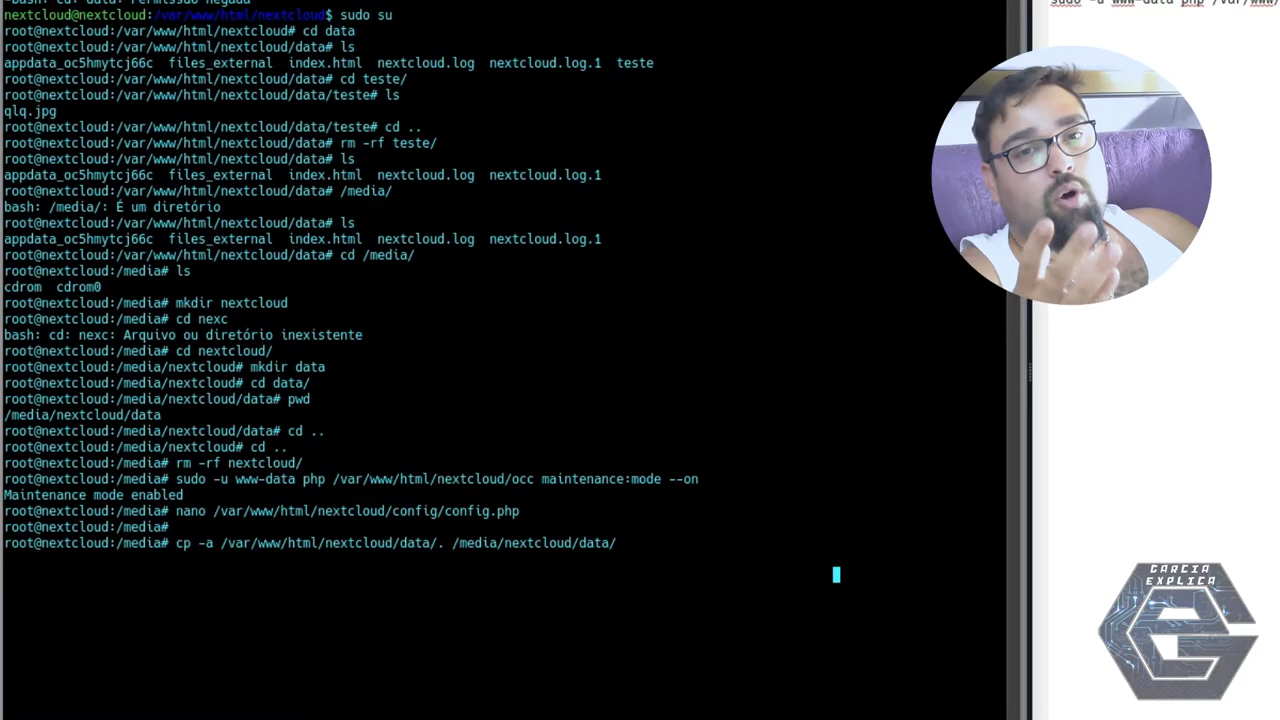 -bash: cd: data: Permissão negada
nextcloud@nextcloud:/var/www/html/nextcloud$ sudo su
root@nextcloud:/var/www/html/nextcloud# cd data
root@nextcloud:/var/www/html/nextcloud/data# ls
appdata_oc5hmytcj66c  files_external  index.html  nextcloud.log  nextcloud.log.1  teste
root@nextcloud:/var/www/html/nextcloud/data# cd teste/
root@nextcloud:/var/www/html/nextcloud/data/teste# ls
qlq.jpg
root@nextcloud:/var/www/html/nextcloud/data/teste# cd ..
root@nextcloud:/var/www/html/nextcloud/data# rm -rf teste/
root@nextcloud:/var/www/html/nextcloud/data# ls
appdata_oc5hmytcj66c  files_external  index.html  nextcloud.log  nextcloud.log.1
root@nextcloud:/var/www/html/nextcloud/data# /media/
bash: /media/: É um diretório
root@nextcloud:/var/www/html/nextcloud/data# ls
appdata_oc5hmytcj66c  files_external  index.html  nextcloud.log  nextcloud.log.1
root@nextcloud:/var/www/html/nextcloud/data# cd /media/
root@nextcloud:/media# ls
cdrom  cdrom0
root@nextcloud:/media# mkdir nextcloud
root@nextcloud:/media# cd nexc
bash: cd: nexc: Arquivo ou diretório inexistente
root@nextcloud:/media# cd nextcloud/
root@nextcloud:/media/nextcloud# mkdir data
root@nextcloud:/media/nextcloud# cd data/
root@nextcloud:/media/nextcloud/data# pwd
/media/nextcloud/data
root@nextcloud:/media/nextcloud/data# cd ..
root@nextcloud:/media/nextcloud# cd ..
root@nextcloud:/media# rm -rf nextcloud/
root@nextcloud:/media# sudo -u www-data php /var/www/html/nextcloud/occ maintenance:mode --on
Maintenance mode enabled
root@nextcloud:/media# nano /var/www/html/nextcloud/config/config.php
root@nextcloud:/media#
root@nextcloud:/media# cp -a /var/www/html/nextcloud/data/. /media/nextcloud/data/
sudo -u www-data php /var/www/
GARCIA
EXPLICA